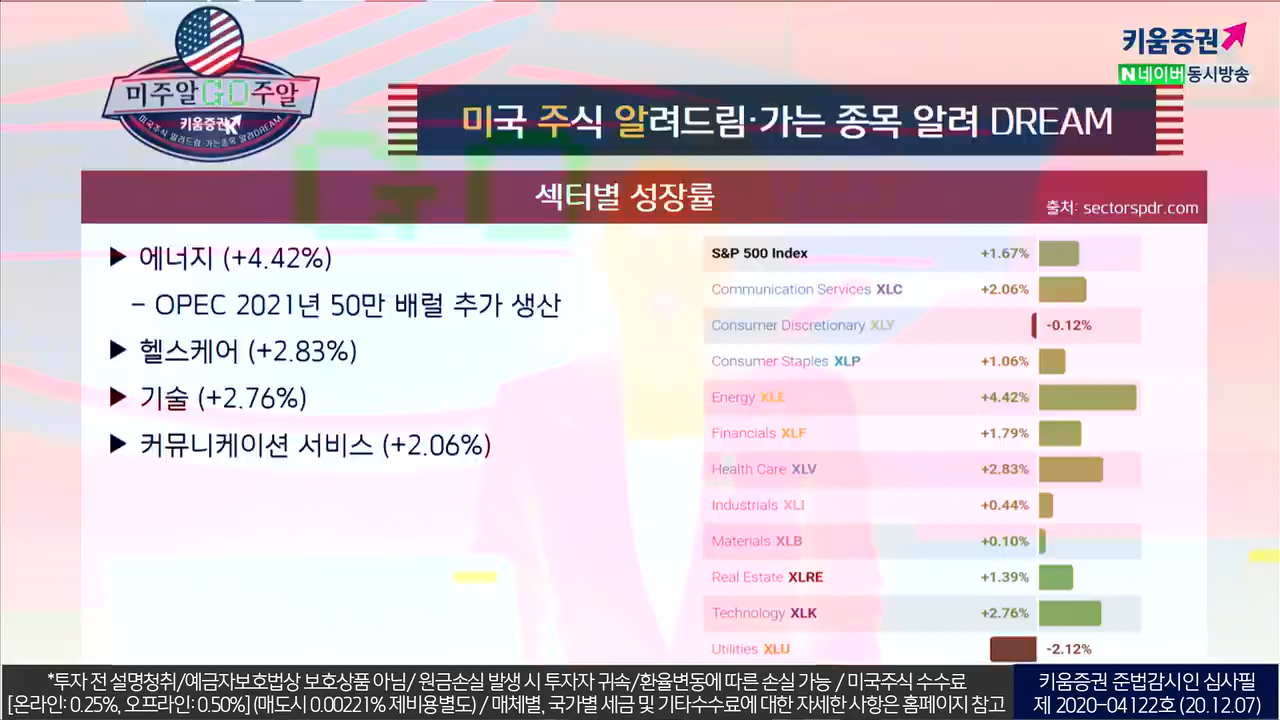 미주알GO주알
키움증권
미국주식 알려드림·가는종목 알려DREAM
키움증권
N네이버 동시방송
미국 주식 알려드림·가는 종목 알려 DREAM
섹터별 성장률
출처: sectorspdr.com
▶ 에너지 (+4.42%)
– OPEC 2021년 50만 배럴 추가 생산
▶ 헬스케어 (+2.83%)
▶ 기술 (+2.76%)
▶ 커뮤니케이션 서비스 (+2.06%)
S&P 500 Index +1.67%
Communication Services XLC +2.06%
Consumer Discretionary XLY -0.12%
Consumer Staples XLP +1.06%
Energy XLE +4.42%
Financials XLF +1.79%
Health Care XLV +2.83%
Industrials XLI +0.44%
Materials XLB +0.10%
Real Estate XLRE +1.39%
Technology XLK +2.76%
Utilities XLU -2.12%
*투자 전 설명청취/예금자보호법상 보호상품 아님/ 원금손실 발생 시 투자자 귀속/환율변동에 따른 손실 가능 / 미국주식 수수료
[온라인: 0.25%, 오프라인: 0.50%] (매도시 0.00221% 제비용별도) / 매체별, 국가별 세금 및 기타수수료에 대한 자세한 사항은 홈페이지 참고
키움증권 준법감시인 심사필
제 2020-04122호 (20.12.07)